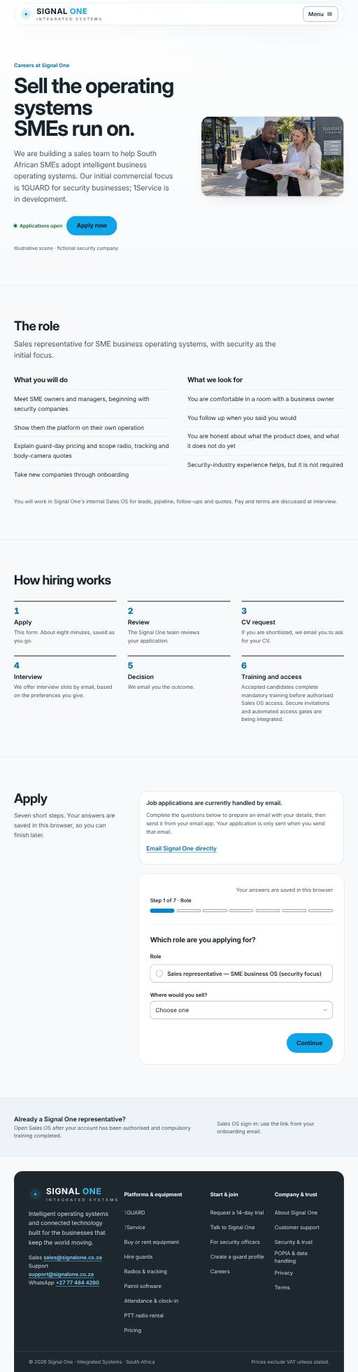 SIGNAL ONE
INTEGRATED SYSTEMS
Menu
Careers at Signal One
Sell the operating
systems
SMEs run on.
We are building a sales team to help South
African SMEs adopt intelligent business
operating systems. Our initial commercial focus
is 1GUARD for security businesses; 1Service is
in development.
Applications open
Apply now
Illustrative scene · fictional security company
The role
Sales representative for SME business operating systems, with security as the
initial focus.
What you will do
Meet SME owners and managers, beginning with
security companies
Show them the platform on their own operation
Explain guard-day pricing and scope radio, tracking and
body-camera quotes
Take new companies through onboarding
What we look for
You are comfortable in a room with a business owner
You follow up when you said you would
You are honest about what the product does, and what
it does not do yet
Security-industry experience helps, but it is not required
You will work in Signal One's internal Sales OS for leads, pipeline, follow-ups and quotes. Pay and terms are discussed at interview.
How hiring works
1
Apply
This form. About eight minutes, saved as
you go.
2
Review
The Signal One team reviews
your application.
3
CV request
If you are shortlisted, we email you to ask
for your CV.
4
Interview
We offer interview slots by email, based
on the preferences you give.
5
Decision
We email you the outcome.
6
Training and access
Accepted candidates complete
mandatory training before authorised
Sales OS access. Secure invitations
and automated access gates are
being integrated.
Apply
Seven short steps. Your answers are
saved in this browser, so you can
finish later.
Job applications are currently handled by email.
Complete the questions below to prepare an email with your details, then
send it from your email app. Your application is only sent when you send
that email.
Email Signal One directly
Your answers are saved in this browser
Step 1 of 7 · Role
Which role are you applying for?
Role
Sales representative — SME business OS (security focus)
Where would you sell?
Choose one
Continue
Already a Signal One representative?
Open Sales OS after your account has been authorised and compulsory
training completed.
Sales OS sign-in: use the link from your
onboarding email.
SIGNAL ONE
INTEGRATED SYSTEMS
Intelligent operating systems
and connected technology
built for the businesses that
keep the world moving.
Sales sales@signalone.co.za
Support
support@signalone.co.za
WhatsApp +27 77 484 4280
Platforms & equipment
1GUARD
1Service
Buy or rent equipment
Hire guards
Radios & tracking
Patrol software
Attendance & clock-in
PTT radio rental
Pricing
Start & join
Request a 14-day trial
Talk to Signal One
For security officers
Create a guard profile
Careers
Company & trust
About Signal One
Customer support
Security & trust
POPIA & data
handling
Privacy
Terms
© 2026 Signal One · Integrated Systems · South Africa
Prices exclude VAT unless stated.